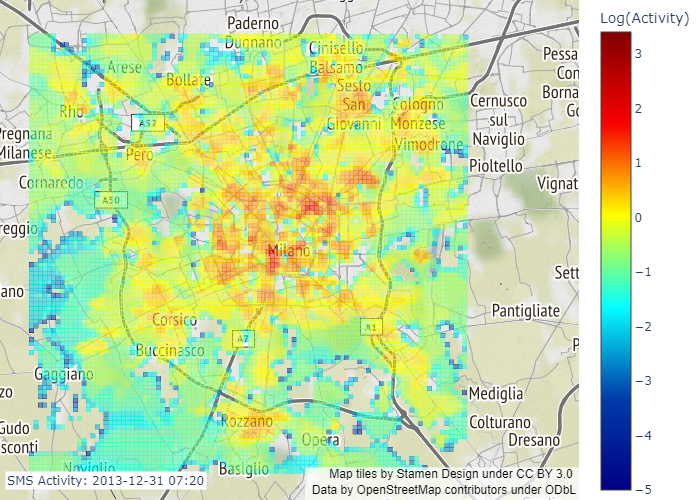 Log(Activity)
Paderno
Dugnano
Cinisello
Balsamo
Arese
Bollate
Sesto
San
Giovanni
Rho
A52
Cologno
Monzese
Vimodrone
Pessa
Con
Borna
Go
Cernusco
sul
Naviglio
Pregnana
Milanese
Pero
Pioltello
Cornaredo
Vignat
A50
reggio
Milano
Sett
ano
Pantigliate
Corsico
A7
A1
P
Buccinasco
Gaggiano
zo
Mediglia
Rozzano
Colturano
Gudo
sconti
Opera
Dresano
Noviglio
Basiglio
SMS Activity: 2013-12-31 07:20
Map tiles by Stamen Design under CC BY 3.0
Data by OpenStreetMap contributors under ODbL
3
2
1
0
−1
−2
−3
−4
−5